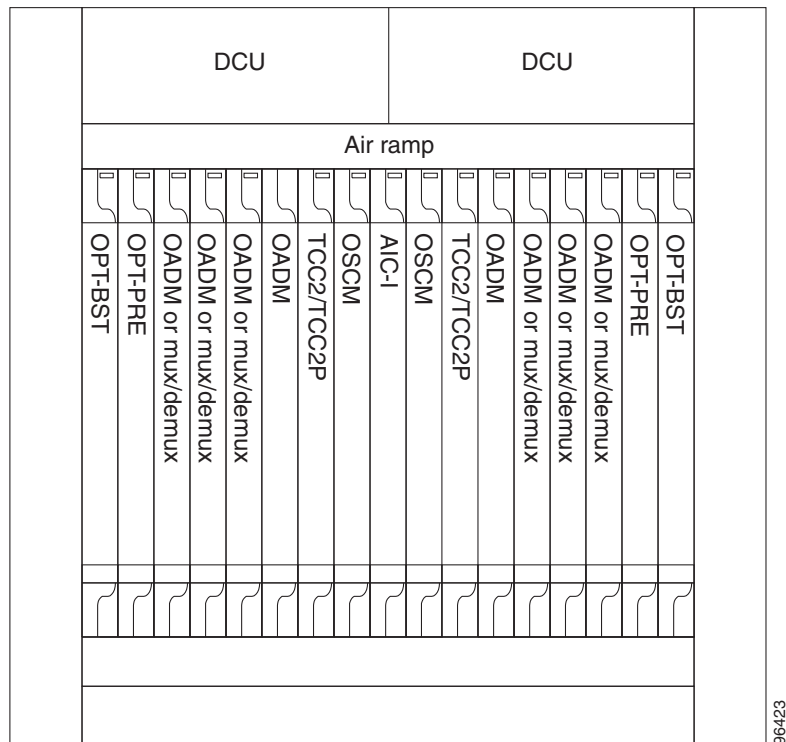 DCU
DCU
Air ramp
OPT-BST
OPT-PRE
OADM or mux/demux
OADM or mux/demux
OADM or mux/demux
OADM
TCC2/TCC2P
OSCM
AIC-I
OSCM
TCC2/TCC2P
OADM
OADM or mux/demux
OADM or mux/demux
OADM or mux/demux
OPT-PRE
OPT-BST
96423